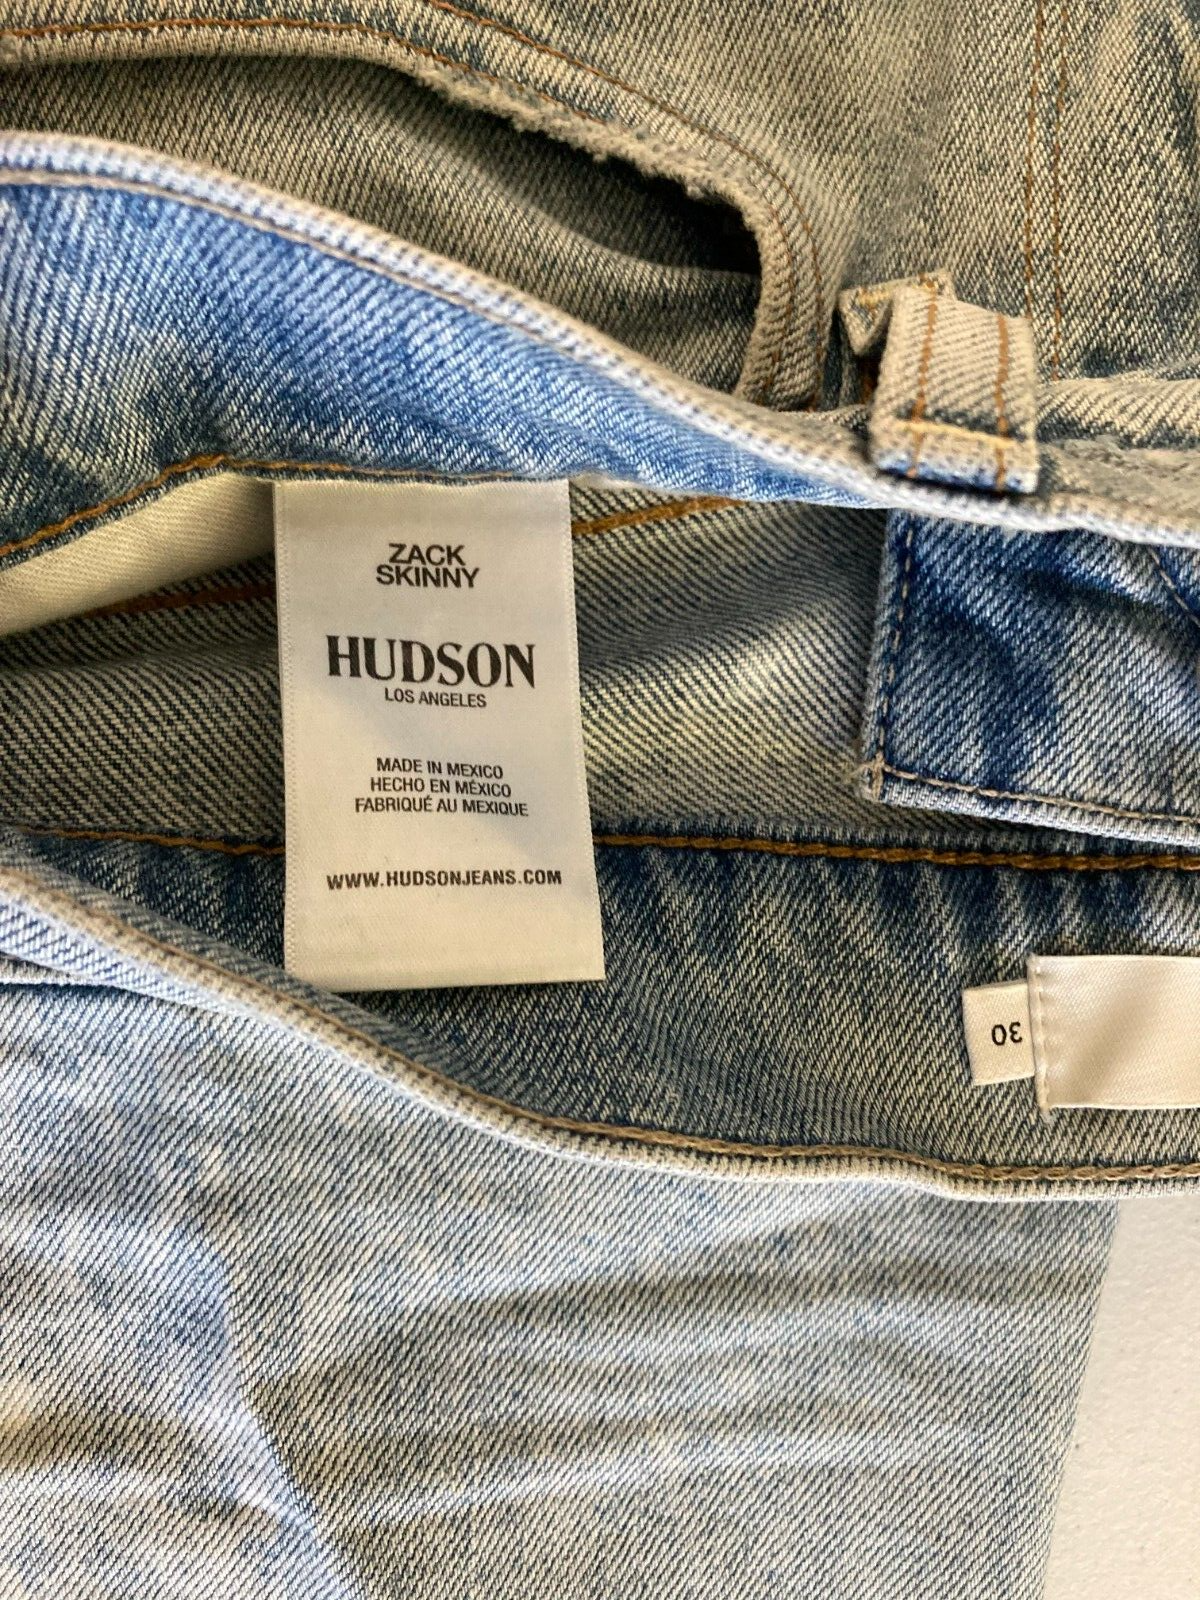 ZACK
SKINNY
HUDSON
LOS ANGELES
MADE IN MEXICO
HECHO EN MÉXICO
FABRIQUÉ AU MEXIQUE
WWW.HUDSONJEANS.COM
30